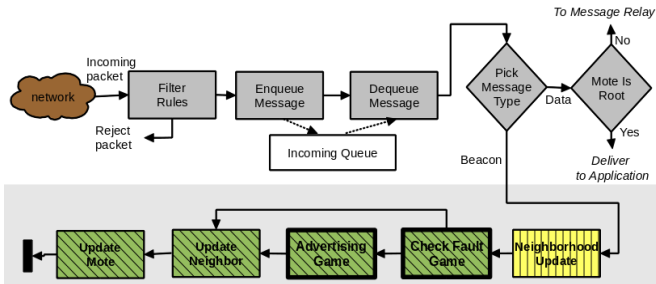 To Message Relay
Incoming
packet
No
network
Filter
Rules
Enqueue
Message
Dequeue
Message
Pick
Message
Type
Data
Mote Is
Root
Reject
packet
Incoming Queue
Yes
Beacon
Deliver
to Application
Update
Mote
Update
Neighbor
Advertising
Game
Check Fault
Game
Neighborhood
Update